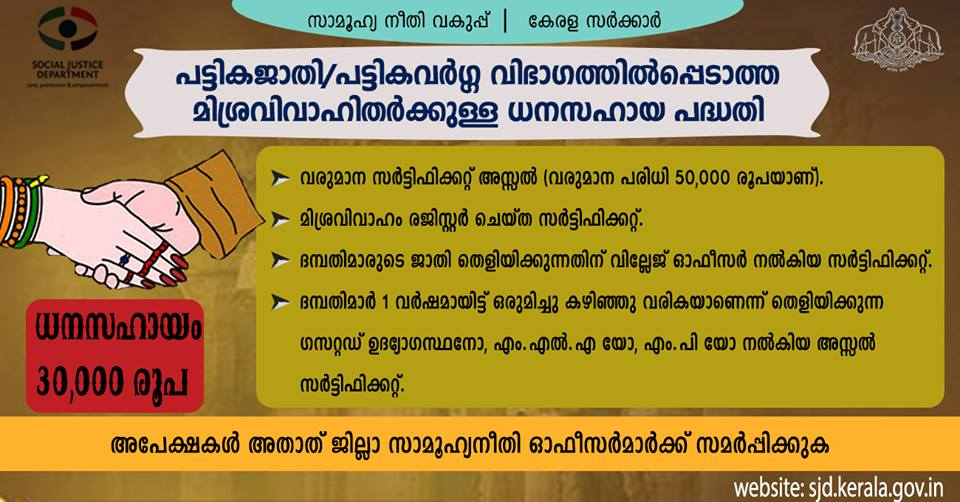 സാമൂഹ്യ നീതി വകുപ്പ് | കേരള സർക്കാർ
SOCIAL JUSTICE
DEPARTMENT
care, protection & empowerment
പട്ടികജാതി/പട്ടികവർഗ്ഗ വിഭാഗത്തിൽപ്പെടാത്ത
മിശ്രവിവാഹിതർക്കുള്ള ധനസഹായ പദ്ധതി
➢ വരുമാന സർട്ടിഫിക്കറ്റ് അസ്സൽ (വരുമാന പരിധി 50,000 രൂപയാണ്).
➢ മിശ്രവിവാഹം രജിസ്റ്റർ ചെയ്ത സർട്ടിഫിക്കറ്റ്.
➢ ദമ്പതിമാരുടെ ജാതി തെളിയിക്കുന്നതിന് വില്ലേജ് ഓഫീസർ നൽകിയ സർട്ടിഫിക്കറ്റ്.
➢ ദമ്പതിമാർ 1 വർഷമായിട്ട് ഒരുമിച്ചു കഴിഞ്ഞു വരികയാണെന്ന് തെളിയിക്കുന്ന
ഗസറ്റഡ് ഉദ്യോഗസ്ഥനോ, എം.എൽ.എ യോ, എം.പി യോ നൽകിയ അസ്സൽ
സർട്ടിഫിക്കറ്റ്.
ധനസഹായം
30,000 രൂപ
അപേക്ഷകൾ അതാത് ജില്ലാ സാമൂഹ്യനീതി ഓഫീസർമാർക്ക് സമർപ്പിക്കുക
website: sjd.kerala.gov.in